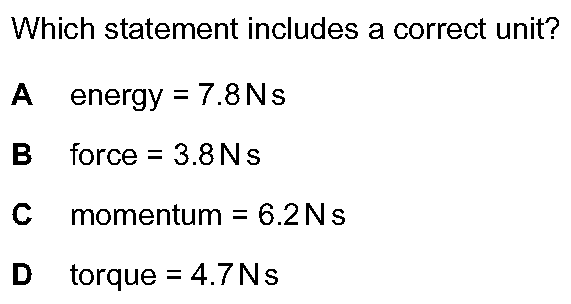 Which statement includes a correct unit?
A energy = 7.8 N s
B force = 3.8 N s
C momentum = 6.2 N s
D torque = 4.7 N s